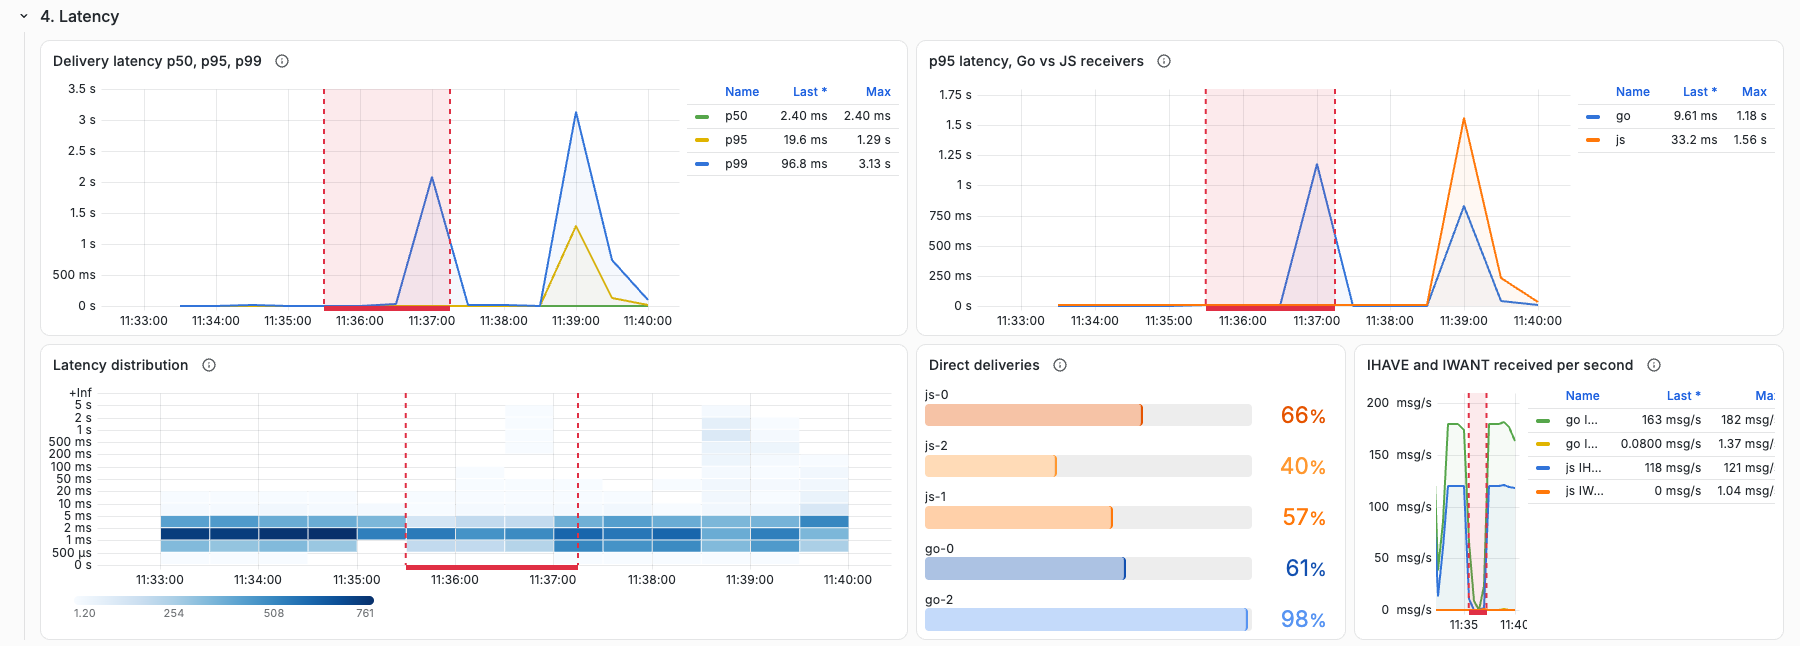 4. Latency
Delivery latency p50, p95, p99
3.5 s
3 s
2.5 s
2 s
1.5 s
1 s
500 ms
0 s
11:33:00 11:34:00 11:35:00 11:36:00 11:37:00 11:38:00 11:39:00 11:40:00
Name Last * Max
p50 2.40 ms 2.40 ms
p95 19.6 ms 1.29 s
p99 96.8 ms 3.13 s
p95 latency, Go vs JS receivers
1.75 s
1.5 s
1.25 s
1 s
750 ms
500 ms
250 ms
0 s
11:33:00 11:34:00 11:35:00 11:36:00 11:37:00 11:38:00 11:39:00 11:40:00
Name Last * Max
go 9.61 ms 1.18 s
js 33.2 ms 1.56 s
Latency distribution
+Inf
5 s
2 s
1 s
500 ms
200 ms
100 ms
50 ms
20 ms
10 ms
5 ms
2 ms
1 ms
500 µs
0 s
11:33:00 11:34:00 11:35:00 11:36:00 11:37:00 11:38:00 11:39:00 11:40:00
1.20 254 508 761
Direct deliveries
js-0
66%
js-2
40%
js-1
57%
go-0
61%
go-2
98%
IHAVE and IWANT received per second
200 msg/s
150 msg/s
100 msg/s
50 msg/s
0 msg/s
11:35 11:40
Name Last * Max
go I... 163 msg/s 182 msg/
go I... 0.0800 msg/s 1.37 msg/
js IH... 118 msg/s 121 msg/
js IW... 0 msg/s 1.04 msg/